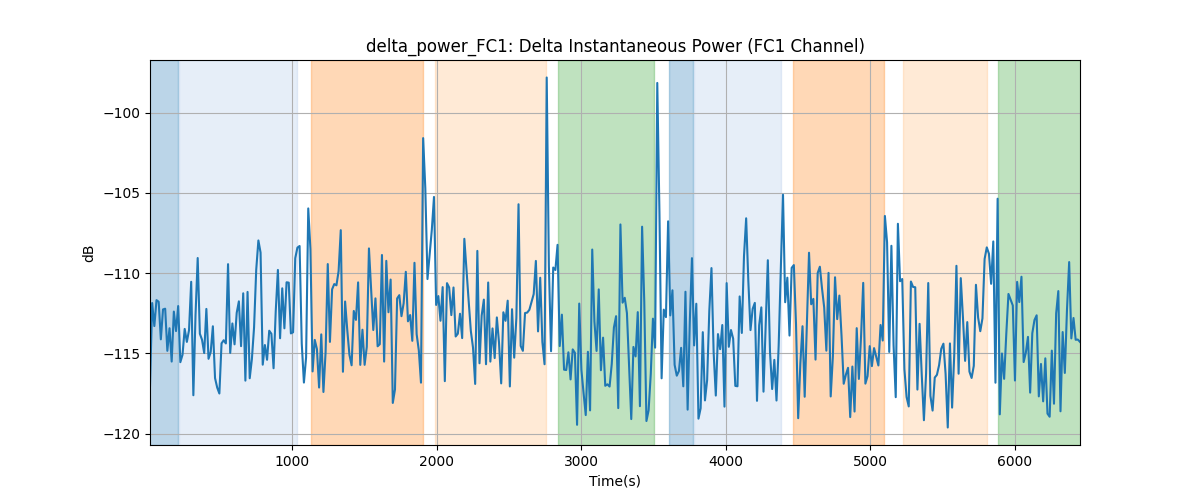 delta_power_FC1: Delta Instantaneous Power (FC1 Channel)
dB
−100
−105
−110
−115
−120
1000 2000 3000 4000 5000 6000
Time(s)